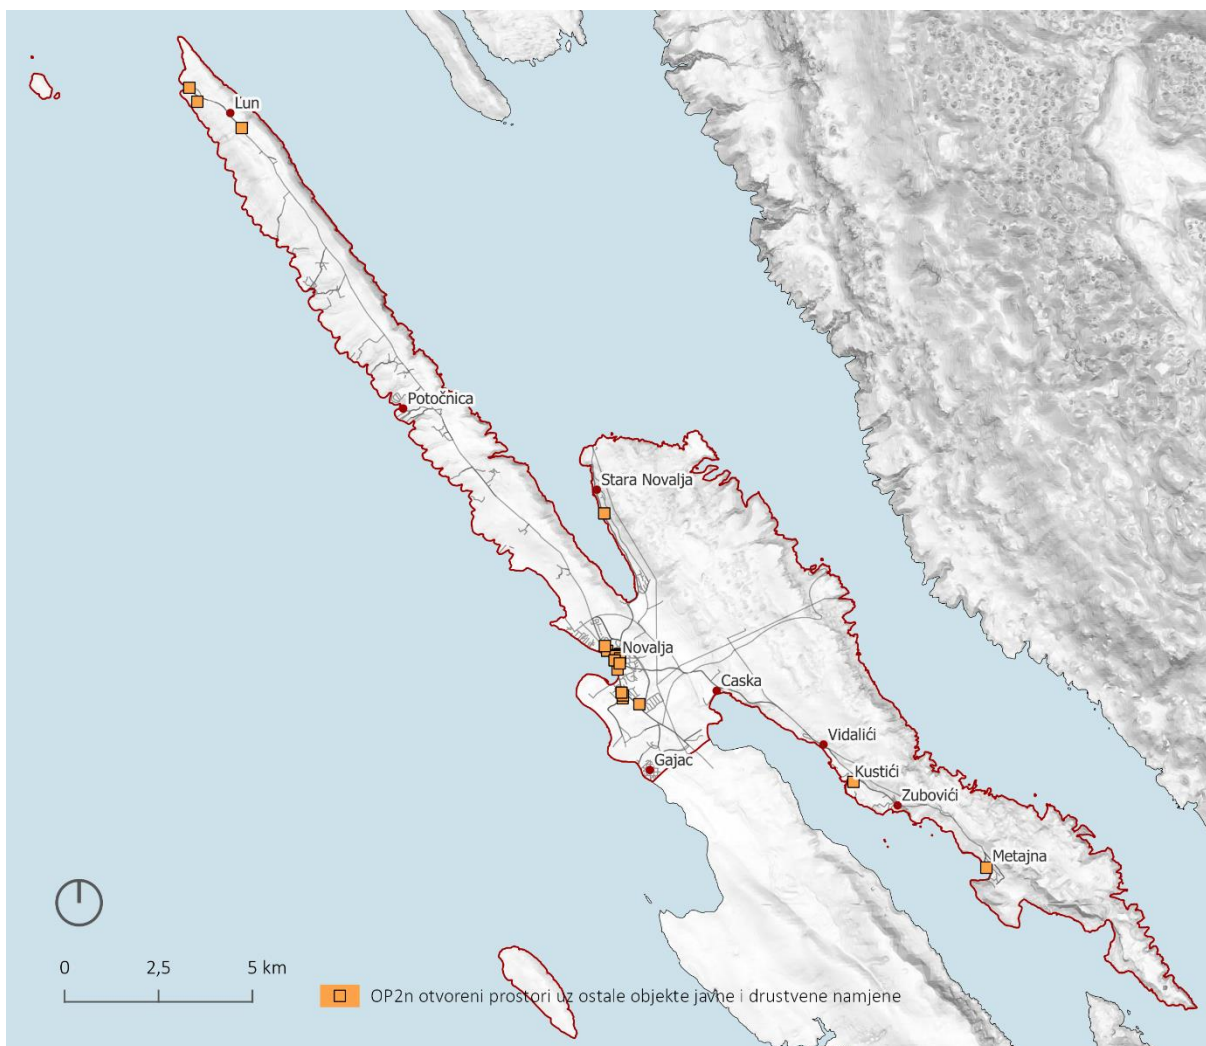 Lun
Potočnica
Stara Novalja
Novalja
Caska
Vidalići
Gajac
Kustići
Zubovići
Metajna
0 2,5 5 km
OP2n otvoreni prostori uz ostale objekte javne i društvene namjene